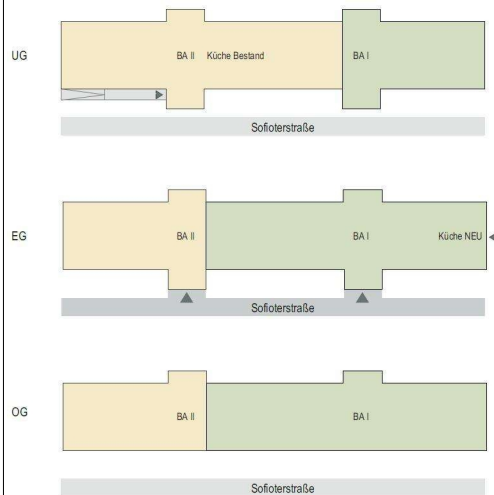 UG
BA II Küche Bestand BA I
Sofioterstraße
EG
BA II BA I Küche NEU
Sofioterstraße
OG
BA II BA I
Sofioterstraße